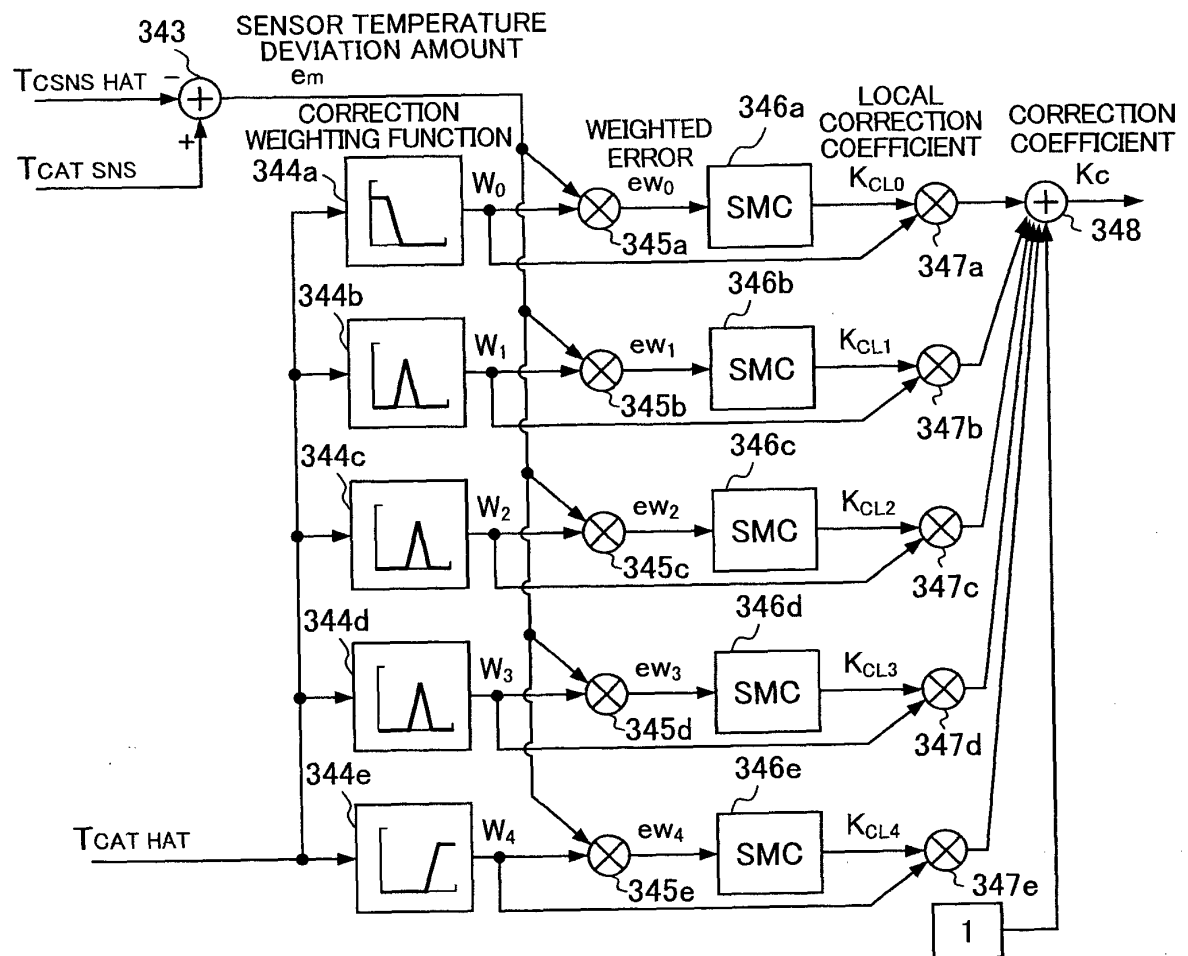 343
SENSOR TEMPERATURE
DEVIATION AMOUNT
em
TCSNS HAT
−
+
+
TCAT SNS
CORRECTION
WEIGHTING FUNCTION
WEIGHTED
ERROR
LOCAL
CORRECTION
COEFFICIENT
CORRECTION
COEFFICIENT
344a
W0
345a
ew0
346a
SMC
KCL0
347a
+
Kc
348
344b
W1
345b
ew1
346b
SMC
KCL1
347b
344c
W2
345c
ew2
346c
SMC
KCL2
347c
344d
W3
345d
ew3
346d
SMC
KCL3
347d
344e
TCAT HAT
W4
345e
ew4
346e
SMC
KCL4
347e
1